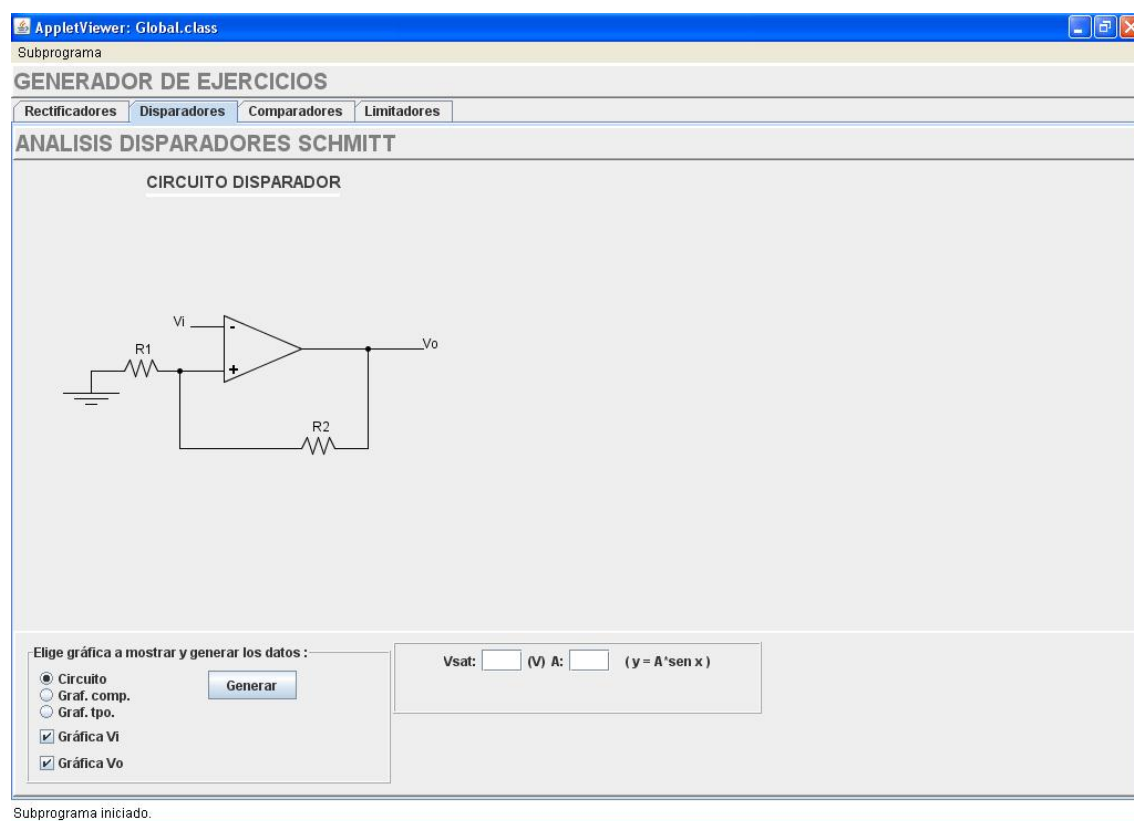 AppletViewer: Global.class
Subprograma
GENERADOR DE EJERCICIOS
Rectificadores Disparadores Comparadores Limitadores
ANALISIS DISPARADORES SCHMITT
CIRCUITO DISPARADOR
Vi
-
R1
Vo
+
R2
Elige gráfica a mostrar y generar los datos :
Vsat: (V) A: ( y = A*sen x )
Circuito
Generar
Graf. comp.
Graf. tpo.
Gráfica Vi
Gráfica Vo
Subprograma iniciado.